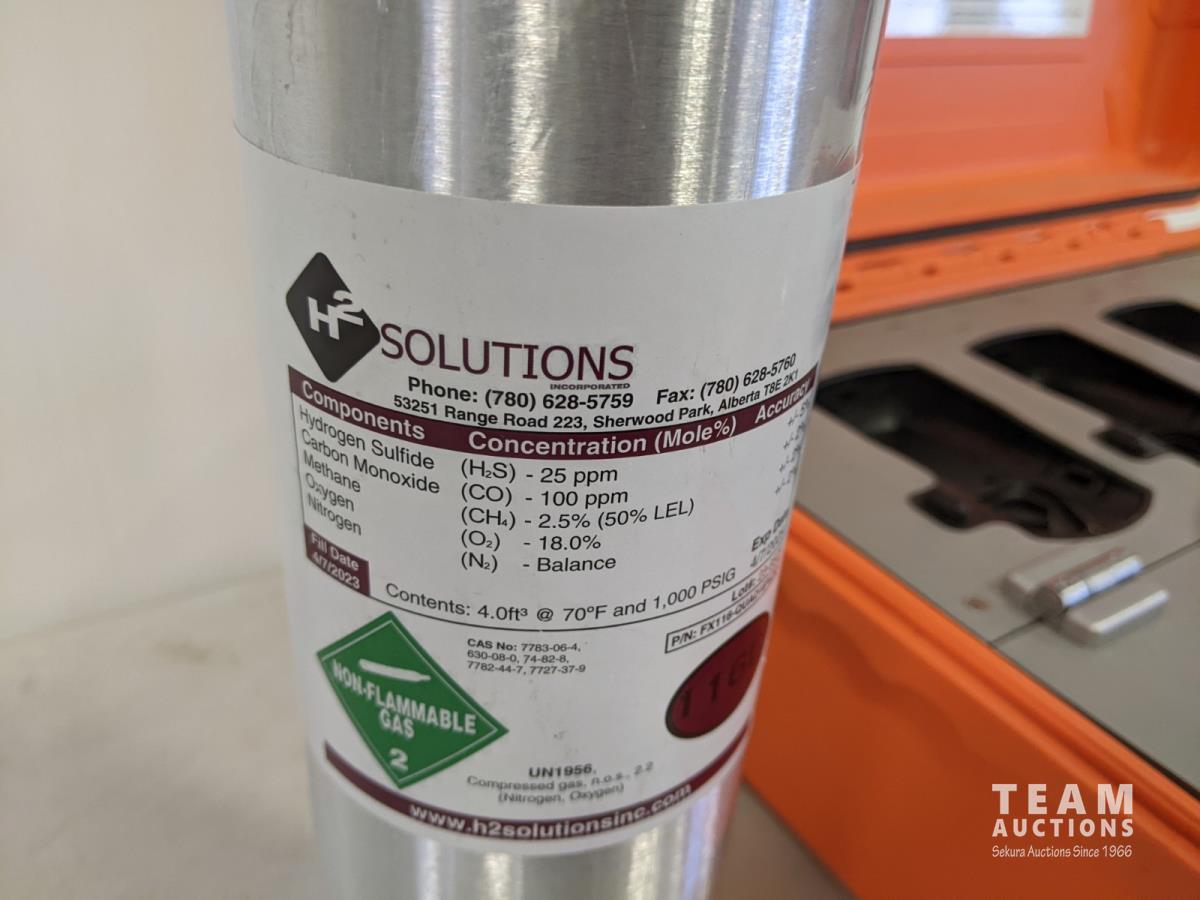 H2
SOLUTIONS
INCORPORATED
Phone: (780) 628-5759 Fax: (780) 628-5760
53251 Range Road 223, Sherwood Park, Alberta T8E 2K1
Components Concentration (Mole%) Accuracy
Hydrogen Sulfide (H₂S) - 25 ppm
Carbon Monoxide (CO) - 100 ppm
Methane (CH₄) - 2.5% (50% LEL)
Oxygen (O₂) - 18.0%
Nitrogen (N₂) - Balance
Fill Date
4/7/2023
Exp
Contents: 4.0ft³ @ 70°F and 1,000 PSIG
CAS No: 7783-06-4,
630-08-0, 74-82-8,
7782-44-7, 7727-37-9
P/N:
NON-FLAMMABLE
GAS
2
UN1956,
Compressed gas, n.o.s., 2.2
(Nitrogen, Oxygen)
www.h2solutionsinc.com
TEAM
AUCTIONS
Sekura Auctions Since 1966